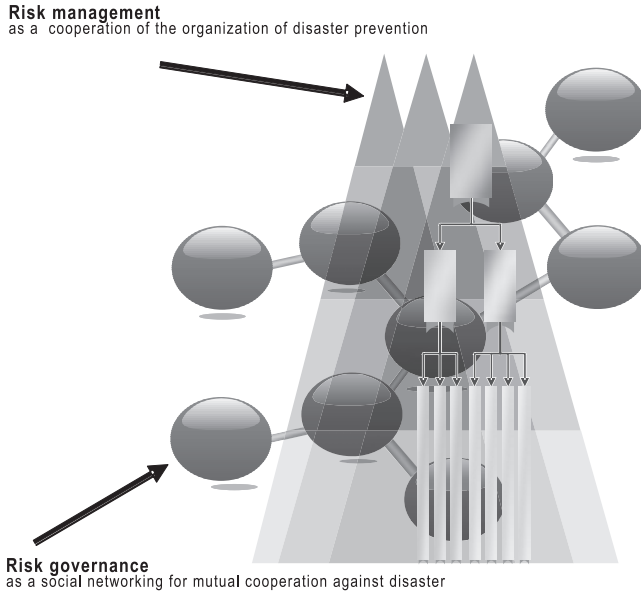 Risk management
as a cooperation of the organization of disaster prevention
Risk governance
as a social networking for mutual cooperation against disaster